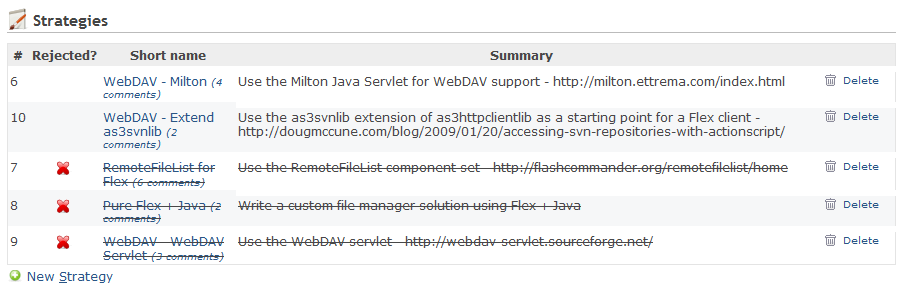 Strategies
# Rejected? Short name Summary
6 WebDAV - Milton (4 comments) Use the Milton Java Servlet for WebDAV support - http://milton.ettrema.com/index.html Delete
10 WebDAV - Extend as3svnlib (2 comments) Use the as3svnlib extension of as3httpclientlib as a starting point for a Flex client - http://dougmccune.com/blog/2009/01/20/accessing-svn-repositories-with-actionscript/ Delete
7 RemoteFileList for Flex (6 comments) Use the RemoteFileList component set - http://flashcommander.org/remotefilelist/home Delete
8 Pure Flex + Java (2 comments) Write a custom file manager solution using Flex + Java Delete
9 WebDAV - WebDAV Servlet (3 comments) Use the WebDAV servlet - http://webdav-servlet.sourceforge.net/ Delete
New Strategy